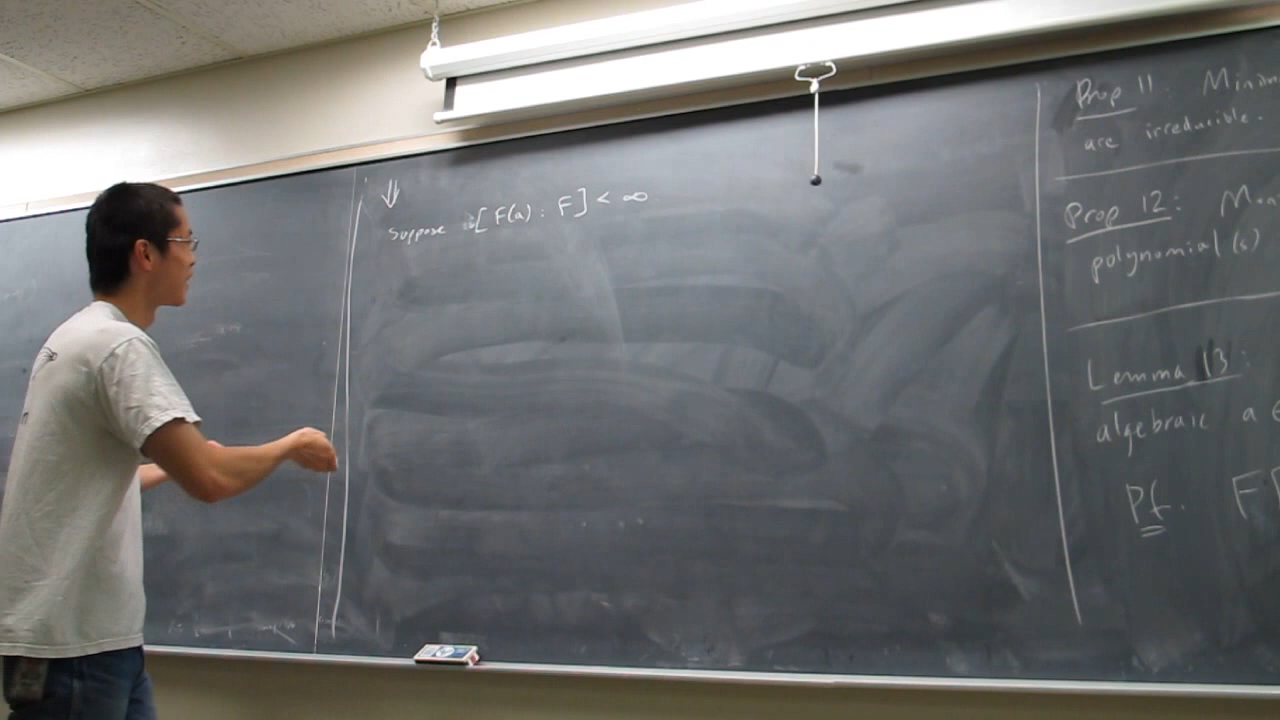 ⇓
Suppose [F(a) : F] < ∞
Prop 11:
are irreducible.
Prop 12:
polynomial(s)
Lemma 13:
algebraic a ∈
Pf. F[